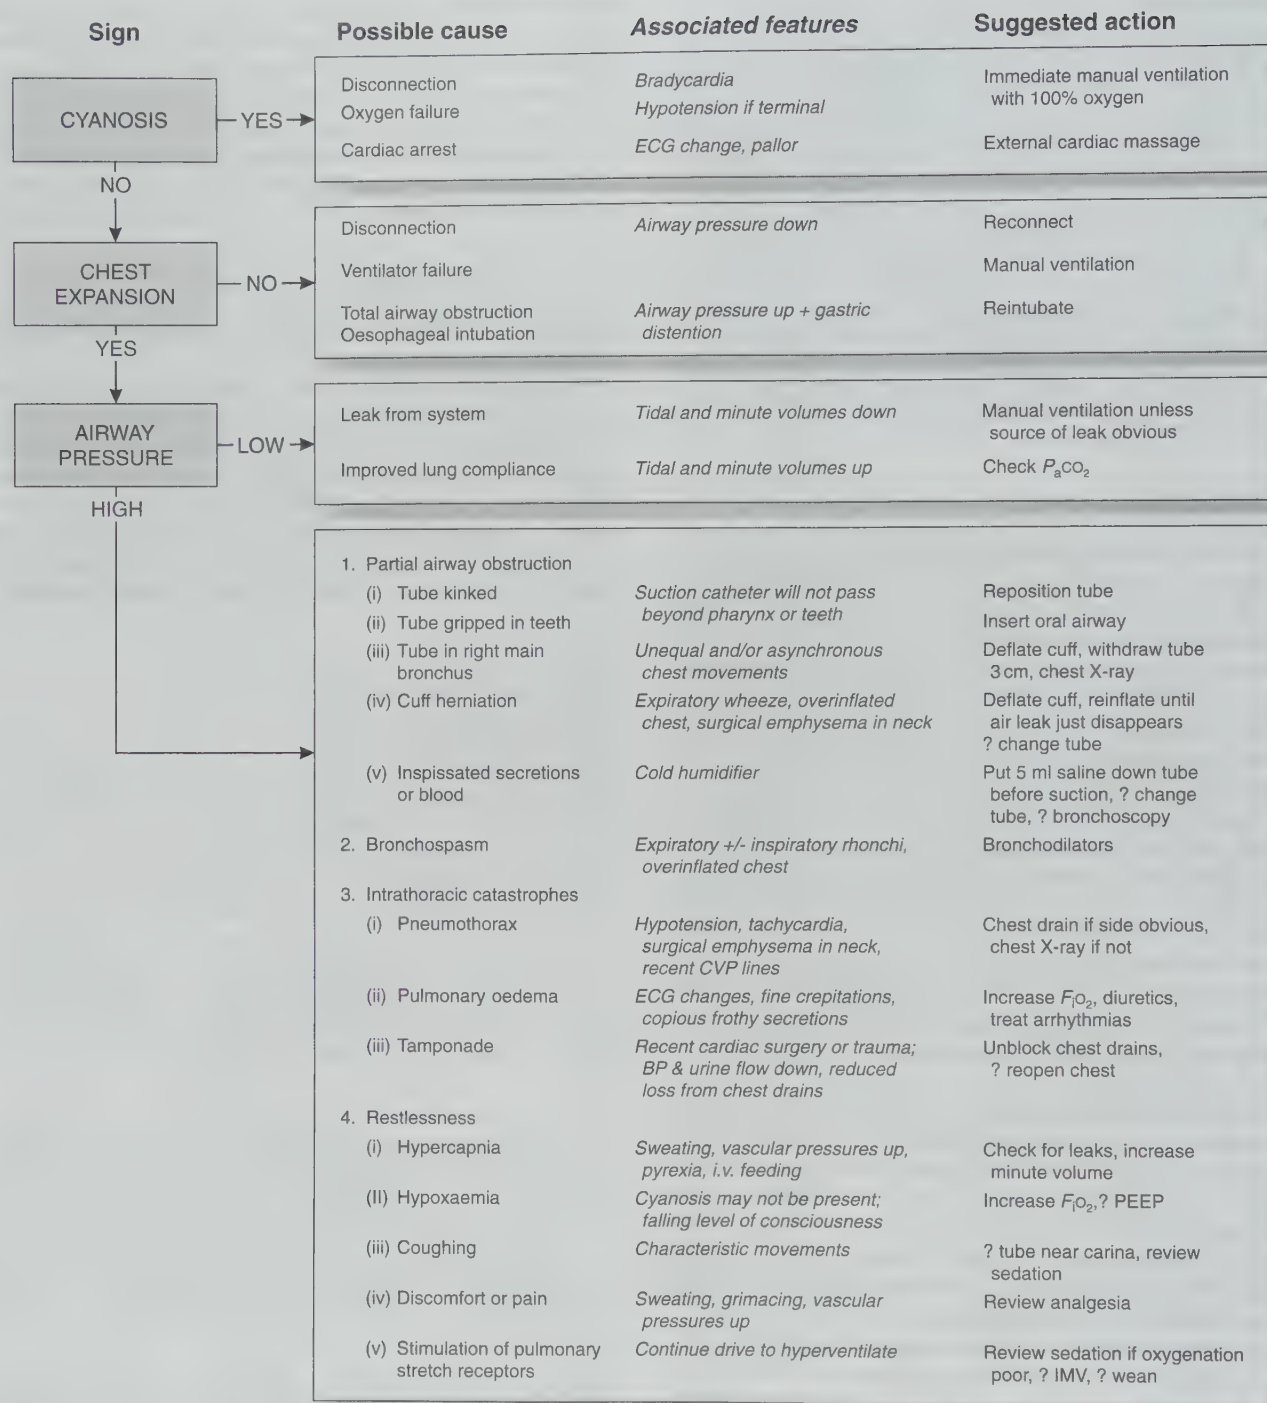 Sign
Possible cause
Associated features
Suggested action
CYANOSIS
YES
Disconnection
Bradycardia
Immediate manual ventilation
with 100% oxygen
Oxygen failure
Hypotension if terminal
Cardiac arrest
ECG change, pallor
External cardiac massage
NO
CHEST
EXPANSION
NO
Disconnection
Airway pressure down
Reconnect
Ventilator failure
Manual ventilation
Total airway obstruction
Oesophageal intubation
Airway pressure up + gastric
distention
Reintubate
YES
AIRWAY
PRESSURE
LOW
Leak from system
Tidal and minute volumes down
Manual ventilation unless
source of leak obvious
Improved lung compliance
Tidal and minute volumes up
Check PaCO2
HIGH
1. Partial airway obstruction
(i) Tube kinked
Suction catheter will not pass
beyond pharynx or teeth
Reposition tube
(ii) Tube gripped in teeth
Insert oral airway
(iii) Tube in right main
bronchus
Unequal and/or asynchronous
chest movements
Deflate cuff, withdraw tube
3 cm, chest X-ray
(iv) Cuff herniation
Expiratory wheeze, overinflated
chest, surgical emphysema in neck
Deflate cuff, reinflate until
air leak just disappears
? change tube
(v) Inspissated secretions
or blood
Cold humidifier
Put 5 ml saline down tube
before suction, ? change
tube, ? bronchoscopy
2. Bronchospasm
Expiratory +/- inspiratory rhonchi,
overinflated chest
Bronchodilators
3. Intrathoracic catastrophes
(i) Pneumothorax
Hypotension, tachycardia,
surgical emphysema in neck,
recent CVP lines
Chest drain if side obvious,
chest X-ray if not
(ii) Pulmonary oedema
ECG changes, fine crepitations,
copious frothy secretions
Increase FiO2, diuretics,
treat arrhythmias
(iii) Tamponade
Recent cardiac surgery or trauma;
BP & urine flow down, reduced
loss from chest drains
Unblock chest drains,
? reopen chest
4. Restlessness
(i) Hypercapnia
Sweating, vascular pressures up,
pyrexia, i.v. feeding
Check for leaks, increase
minute volume
(II) Hypoxaemia
Cyanosis may not be present;
falling level of consciousness
Increase FiO2,? PEEP
(iii) Coughing
Characteristic movements
? tube near carina, review
sedation
(iv) Discomfort or pain
Sweating, grimacing, vascular
pressures up
Review analgesia
(v) Stimulation of pulmonary
stretch receptors
Continue drive to hyperventilate
Review sedation if oxygenation
poor, ? IMV, ? wean